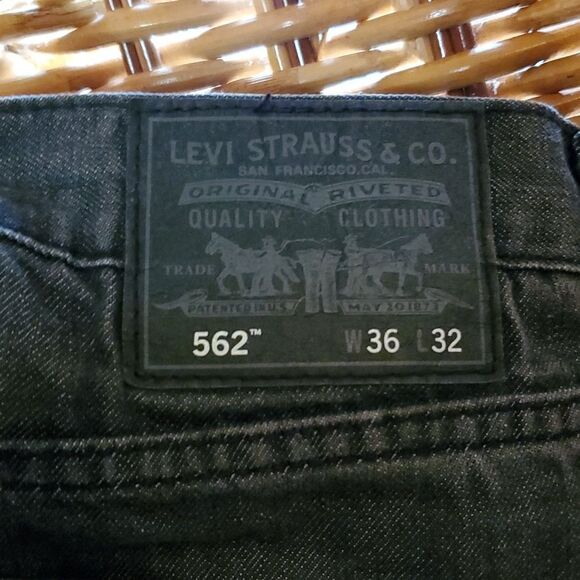 LEVI STRAUSS & CO.
SAN FRANCISCO, CAL.
ORIGINAL RIVETED
QUALITY CLOTHING
TRADE MARK
PATENTED IN U.S. MAY 20 1873
562™ W36 L32